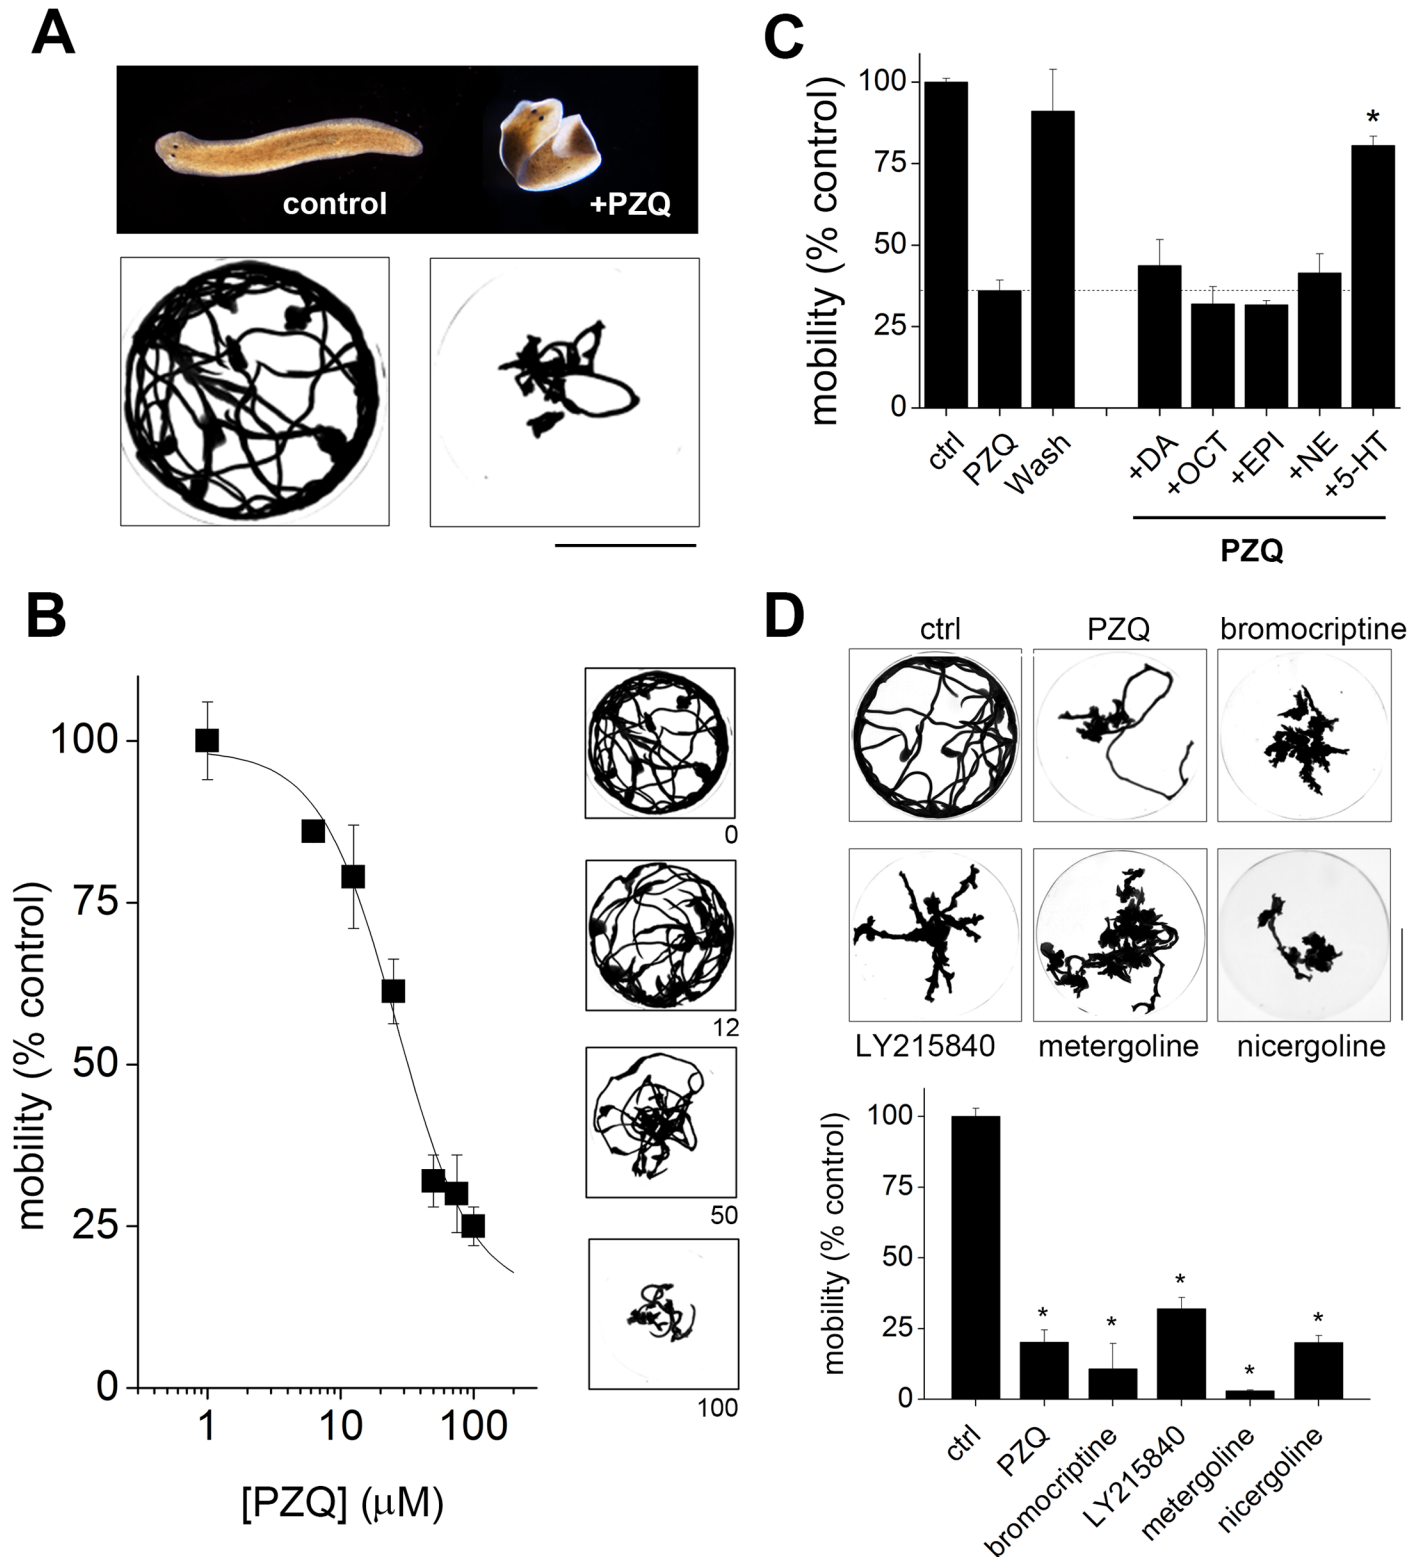 A
control
+PZQ
B
mobility (% control)
100
75
50
25
0
1
10
100
[PZQ] (μM)
0
12
50
100
C
mobility (% control)
100
75
50
25
0
ctrl
PZQ
Wash
+DA
+OCT
+EPI
+NE
+5-HT
*
PZQ
D
ctrl
PZQ
bromocriptine
LY215840
metergoline
nicergoline
mobility (% control)
100
75
50
25
0
*
*
*
*
*
ctrl
PZQ
bromocriptine
LY215840
metergoline
nicergoline